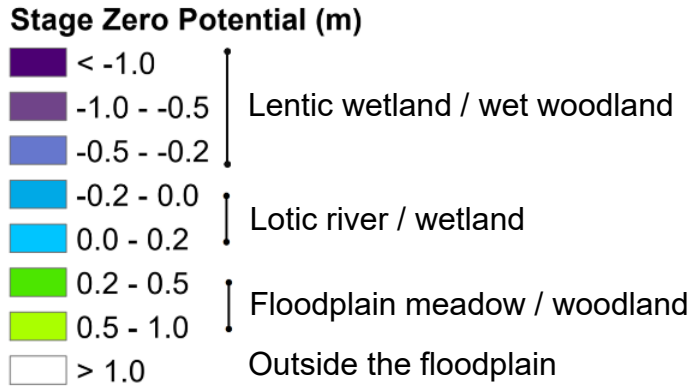 Stage Zero Potential (m)
< -1.0
-1.0 - -0.5
Lentic wetland / wet woodland
-0.5 - -0.2
-0.2 - 0.0
Lotic river / wetland
0.0 - 0.2
0.2 - 0.5
Floodplain meadow / woodland
0.5 - 1.0
> 1.0
Outside the floodplain